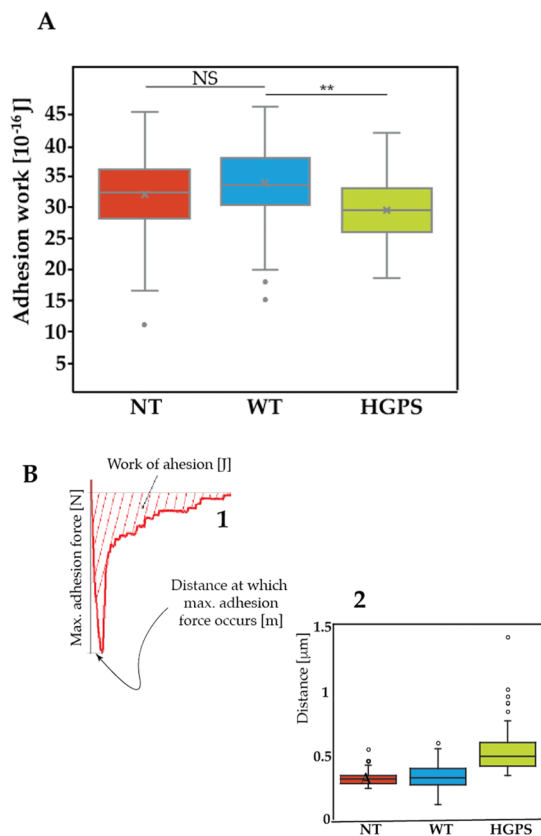 A
NS
**
Adhesion work [10⁻¹⁶J]
45
40
35
30
25
20
15
10
5
NT
WT
HGPS
B
Work of ahesion [J]
Max. adhesion force [N]
1
Distance at which
max. adhesion
force occurs [m]
2
Distance [μm]
1.5
1
0.5
0
A
NT
WT
HGPS